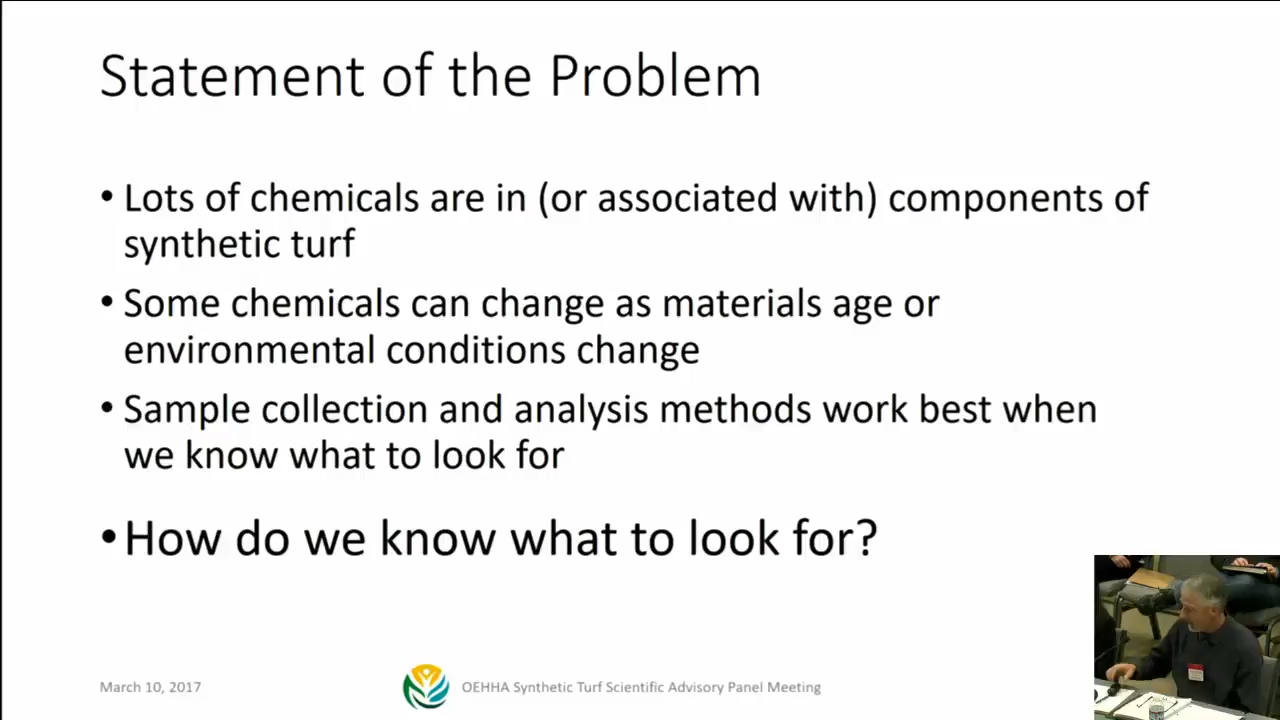 Statement of the Problem
• Lots of chemicals are in (or associated with) components of
synthetic turf
• Some chemicals can change as materials age or
environmental conditions change
• Sample collection and analysis methods work best when
we know what to look for
• How do we know what to look for?
March 10, 2017
OEHHA Synthetic Turf Scientific Advisory Panel Meeting